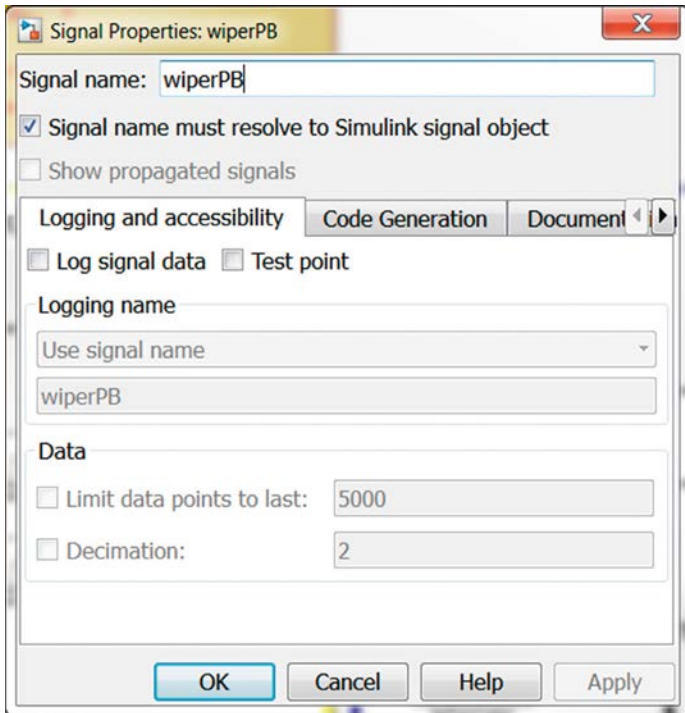 Signal Properties: wiperPB
Signal name: wiperPB
Signal name must resolve to Simulink signal object
Show propagated signals
Logging and accessibility Code Generation
Log signal data Test point
Logging name
Use signal name
wiperPB
Data
Limit data points to last: 5000
Decimation: 2
OK Cancel Help Apply